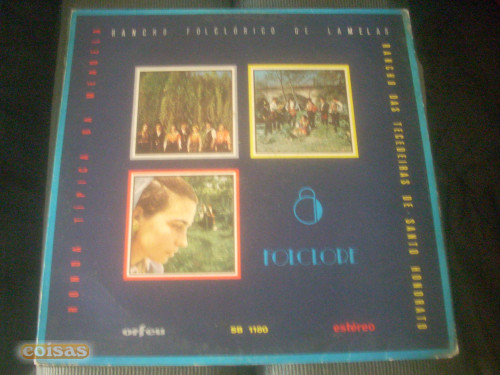 RANCHO FOLCLÓRICO DE LAMELAS
RANCHO DAS TECEDEIRAS DE SANTO HONORATO
RONDA TÍPICA DA MEADELA
FOLCLORE
orfeu
SB 1180
estéreo
coisas